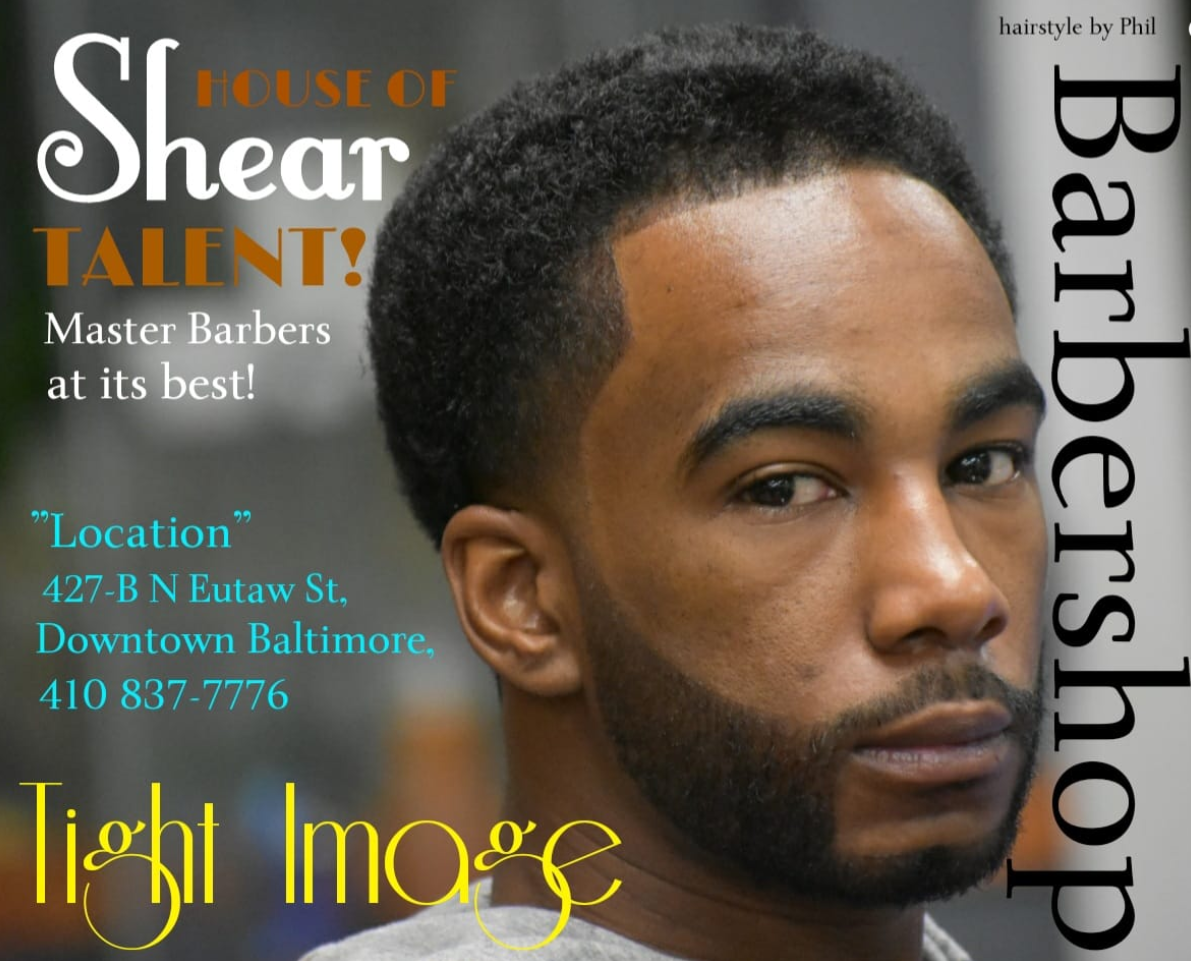 hairstyle by Phil
HOUSE OF
Shear
TALENT!
Master Barbers
at its best!
"Location"
427-B N Eutaw St,
Downtown Baltimore,
410 837-7776
Tight Image
Barbershop